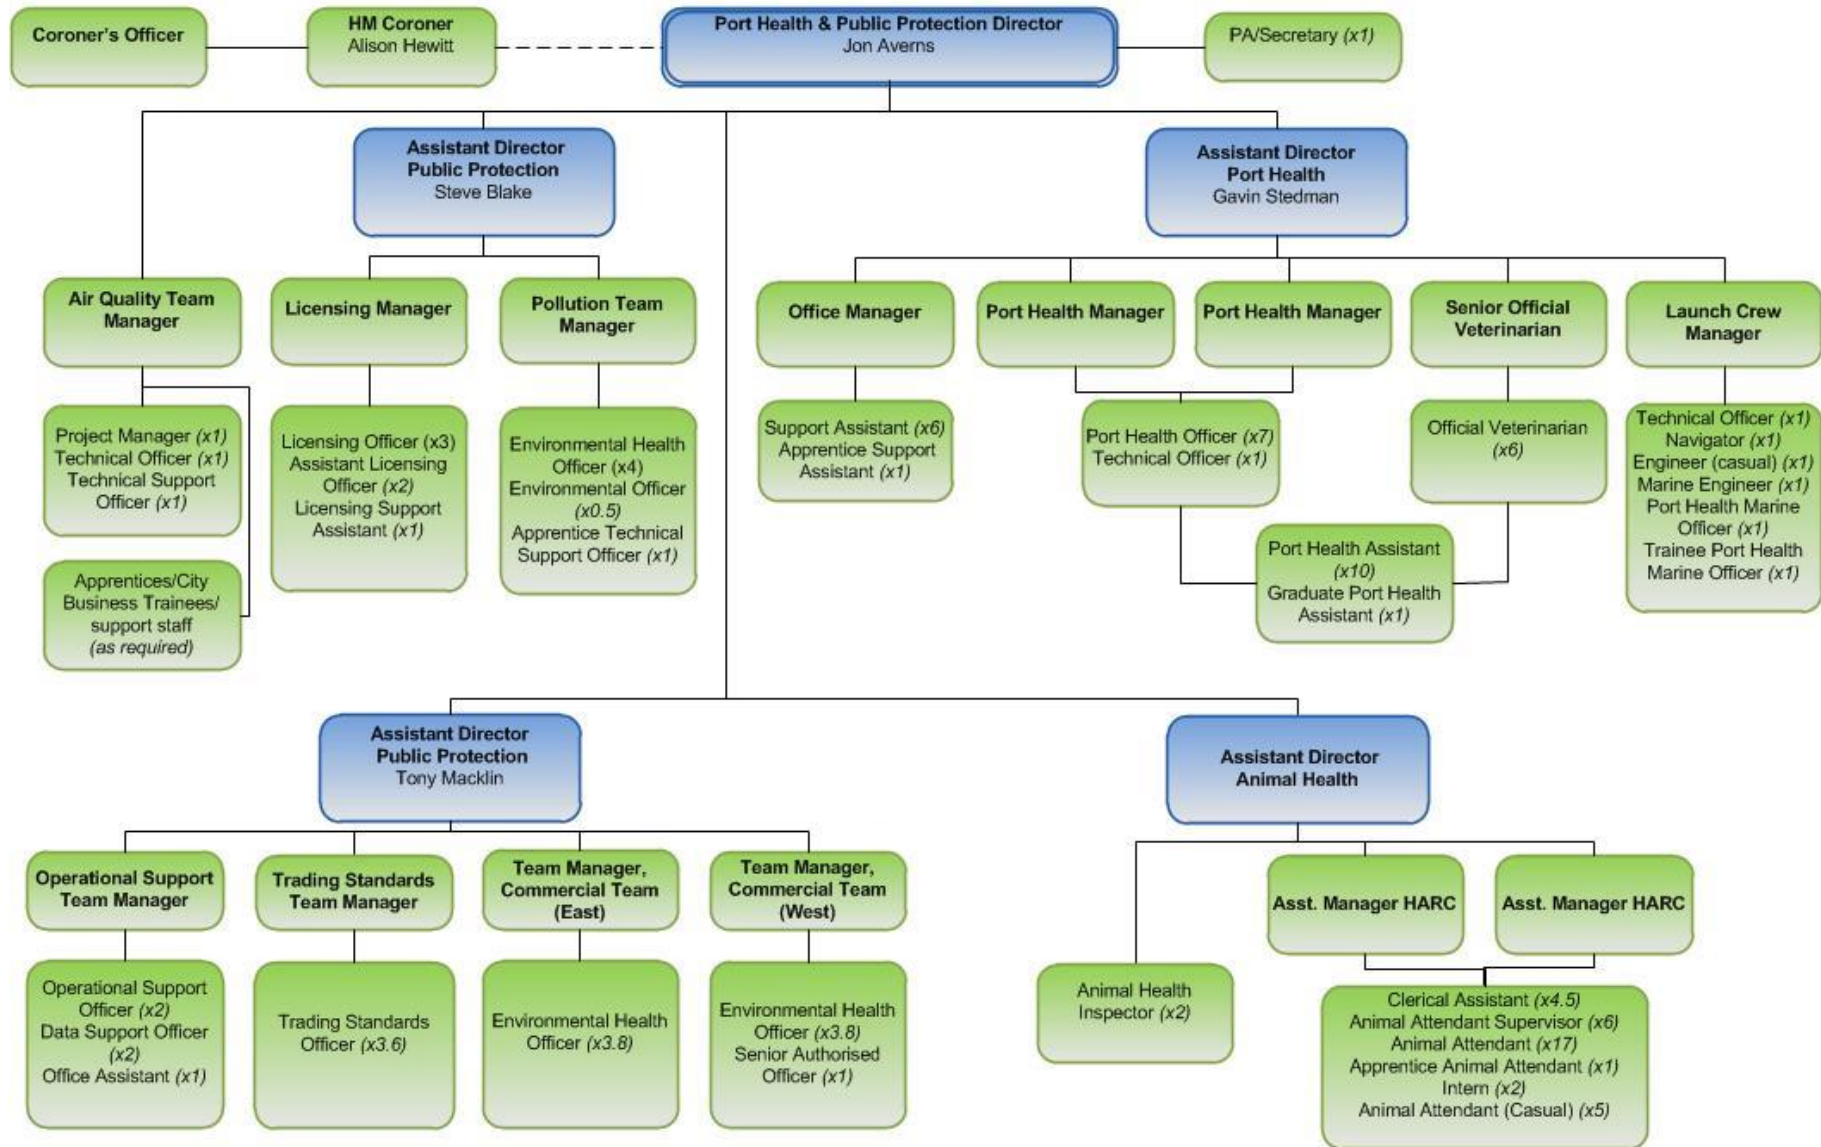 Coroner's Officer
HM Coroner
Alison Hewitt
Port Health & Public Protection Director
Jon Averns
PA/Secretary (x1)
Assistant Director
Public Protection
Steve Blake
Assistant Director
Port Health
Gavin Stedman
Air Quality Team
Manager
Licensing Manager
Pollution Team
Manager
Office Manager
Port Health Manager
Port Health Manager
Senior Official
Veterinarian
Launch Crew
Manager
Project Manager (x1)
Technical Officer (x1)
Technical Support
Officer (x1)
Licensing Officer (x3)
Assistant Licensing
Officer (x2)
Licensing Support
Assistant (x1)
Environmental Health
Officer (x4)
Environmental Officer
(x0.5)
Apprentice Technical
Support Officer (x1)
Support Assistant (x6)
Apprentice Support
Assistant (x1)
Port Health Officer (x7)
Technical Officer (x1)
Official Veterinarian
(x6)
Technical Officer (x1)
Navigator (x1)
Engineer (casual) (x1)
Marine Engineer (x1)
Port Health Marine
Officer (x1)
Trainee Port Health
Marine Officer (x1)
Apprentices/City
Business Trainees/
support staff
(as required)
Port Health Assistant
(x10)
Graduate Port Health
Assistant (x1)
Assistant Director
Public Protection
Tony Macklin
Assistant Director
Animal Health
Operational Support
Team Manager
Trading Standards
Team Manager
Team Manager,
Commercial Team
(East)
Team Manager,
Commercial Team
(West)
Asst. Manager HARC
Asst. Manager HARC
Operational Support
Officer (x2)
Data Support Officer
(x2)
Office Assistant (x1)
Trading Standards
Officer (x3.6)
Environmental Health
Officer (x3.8)
Environmental Health
Officer (x3.8)
Senior Authorised
Officer (x1)
Animal Health
Inspector (x2)
Clerical Assistant (x4.5)
Animal Attendant Supervisor (x6)
Animal Attendant (x17)
Apprentice Animal Attendant (x1)
Intern (x2)
Animal Attendant (Casual) (x5)